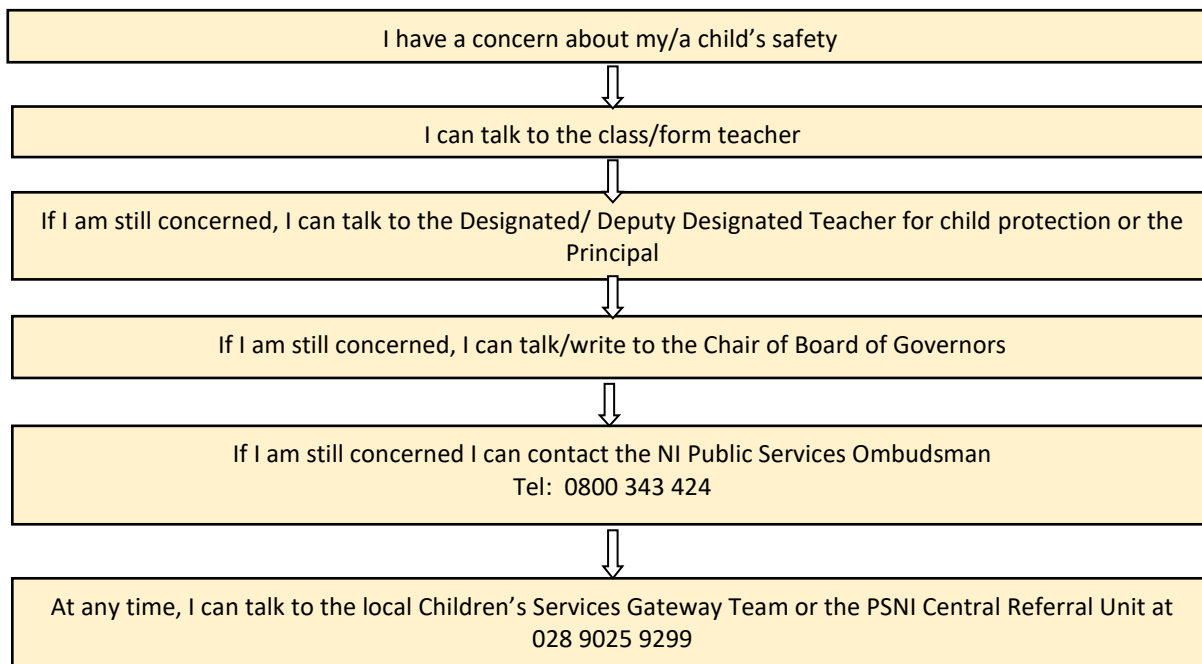 I have a concern about my/a child’s safety
I can talk to the class/form teacher
If I am still concerned, I can talk to the Designated/ Deputy Designated Teacher for child protection or the
Principal
If I am still concerned, I can talk/write to the Chair of Board of Governors
If I am still concerned I can contact the NI Public Services Ombudsman
Tel:  0800 343 424
At any time, I can talk to the local Children’s Services Gateway Team or the PSNI Central Referral Unit at
028 9025 9299